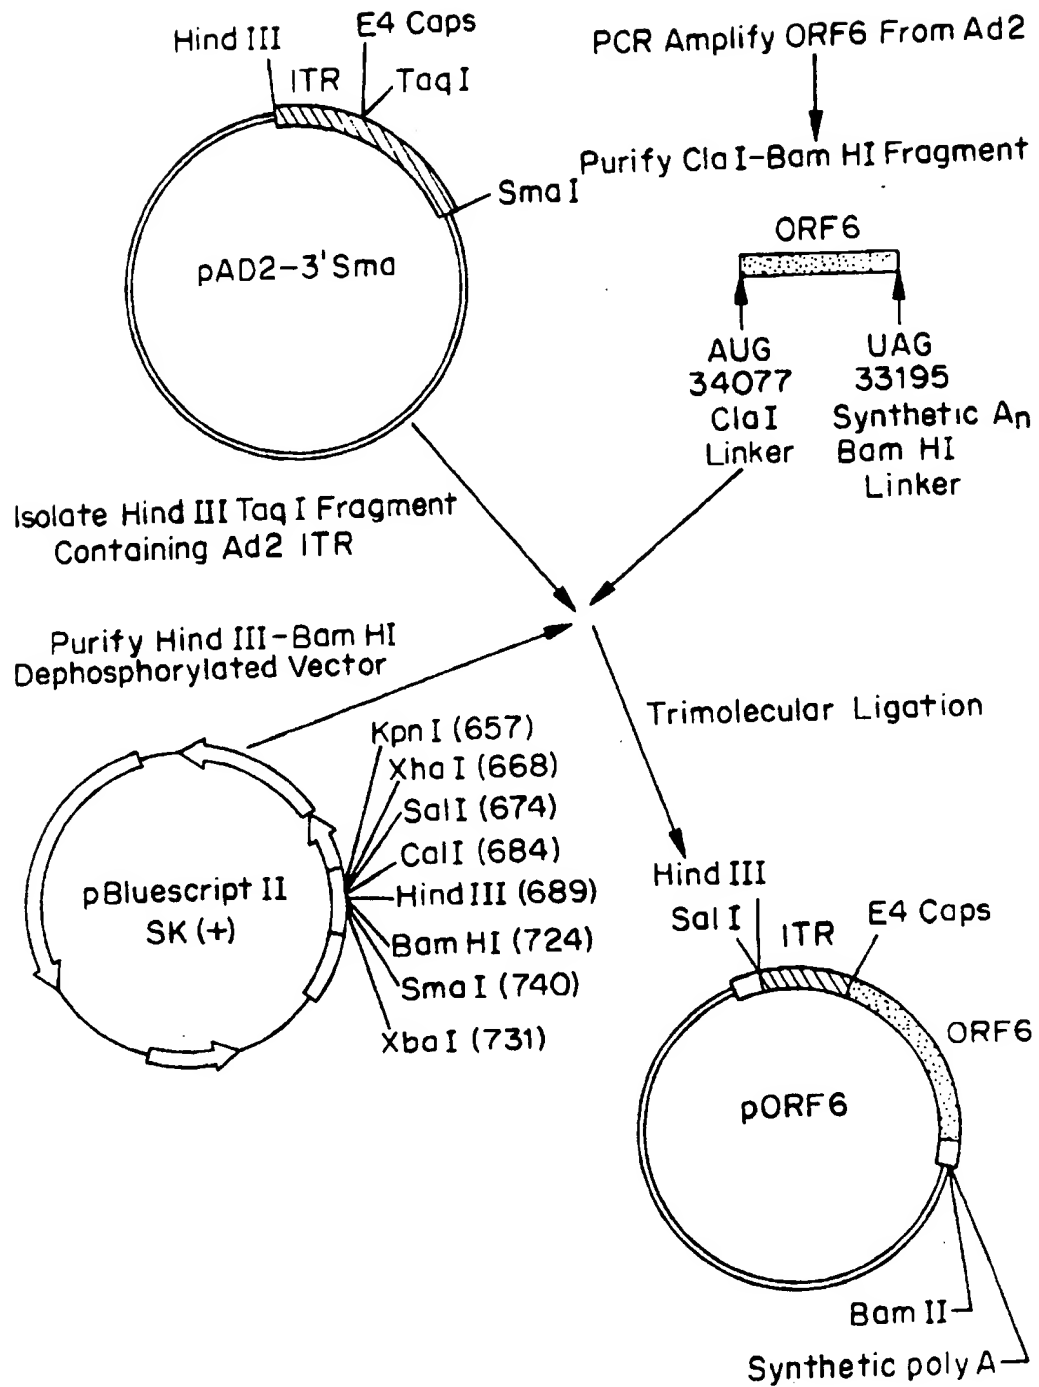 Hind III
E4 Caps
ITR
Taq I
Sma I
pAD2-3'Sma
PCR Amplify ORF6 From Ad2
Purify Cla I-Bam HI Fragment
ORF6
AUG
34077
Cla I
Linker
UAG
33195
Synthetic An
Bam HI
Linker
Isolate Hind III Taq I Fragment
Containing Ad2 ITR
Purify Hind III-Bam HI
Dephosphorylated Vector
Trimolecular Ligation
pBluescript II
SK (+)
Kpn I (657)
Xha I (668)
Sal I (674)
Cal I (684)
Hind III (689)
Bam HI (724)
Sma I (740)
Xba I (731)
Hind III
Sal I
ITR
E4 Caps
ORF6
pORF6
Bam II
Synthetic poly A